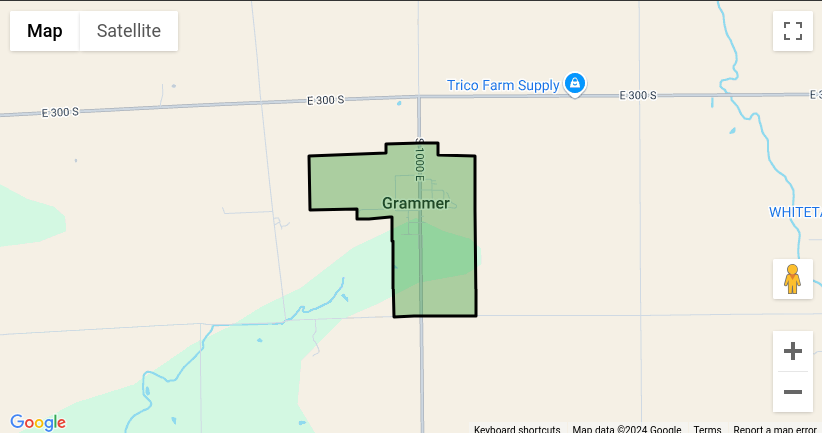 Map Satellite
Trico Farm Supply
E 300 S
E 300 S
E 300 S
E 3
S 1000 E
Grammer
WHITETA
Google
Keyboard shortcuts Map data ©2024 Google Terms Report a map error